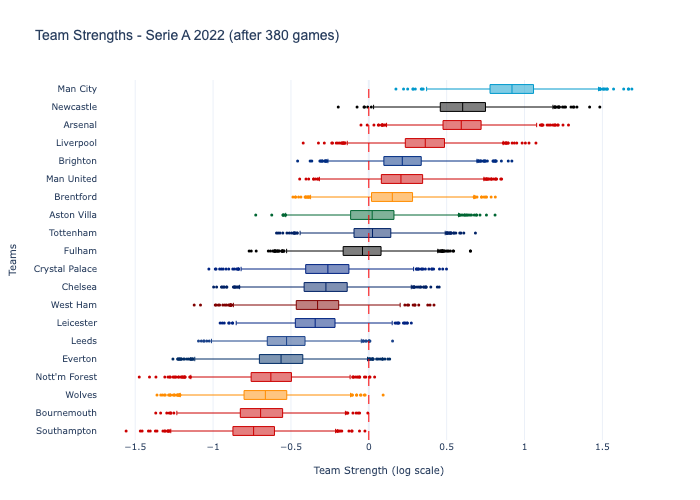 Team Strengths - Serie A 2022 (after 380 games)
Man City
Newcastle
Arsenal
Liverpool
Brighton
Man United
Brentford
Aston Villa
Tottenham
Fulham
Crystal Palace
Chelsea
West Ham
Leicester
Leeds
Everton
Nott'm Forest
Wolves
Bournemouth
Southampton
Teams
−1.5 −1 −0.5 0 0.5 1 1.5
Team Strength (log scale)